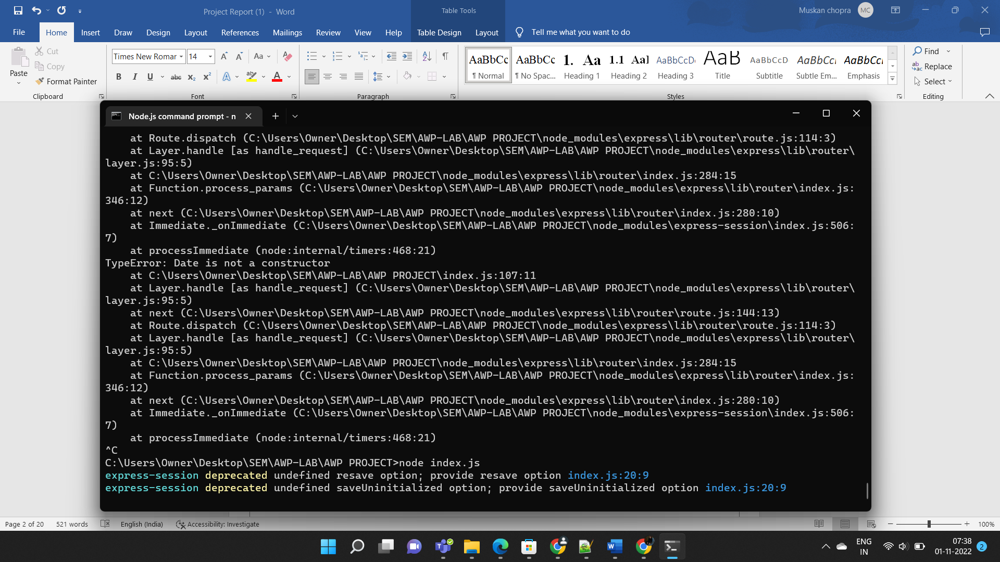 Project Report (1) - Word
Table Tools
Muskan chopra
MC
File Home Insert Draw Design Layout References Mailings Review View Help Table Design Layout Tell me what you want to do
Paste
Cut
Copy
Format Painter
Clipboard
Times New Romar 14
Aa
B I U abc x₂ x² A ab A
Font
Paragraph
AaBbCc AaBbCc 1. Aa 1.1 Aal AaBbCcDc AaB AaBbCcD AaBbCci AaBbCci
¶ Normal ¶ No Spac... Heading 1 Heading 2 Heading 3 Title Subtitle Subtle Em... Emphasis
Styles
Find
Replace
Select
Editing
Node.js command prompt - n
at Route.dispatch (C:\Users\Owner\Desktop\SEM\AWP-LAB\AWP PROJECT\node_modules\express\lib\router\route.js:114:3)
at Layer.handle [as handle_request] (C:\Users\Owner\Desktop\SEM\AWP-LAB\AWP PROJECT\node_modules\express\lib\router\
layer.js:95:5)
at C:\Users\Owner\Desktop\SEM\AWP-LAB\AWP PROJECT\node_modules\express\lib\router\index.js:284:15
at Function.process_params (C:\Users\Owner\Desktop\SEM\AWP-LAB\AWP PROJECT\node_modules\express\lib\router\index.js:
346:12)
at next (C:\Users\Owner\Desktop\SEM\AWP-LAB\AWP PROJECT\node_modules\express\lib\router\index.js:280:10)
at Immediate._onImmediate (C:\Users\Owner\Desktop\SEM\AWP-LAB\AWP PROJECT\node_modules\express-session\index.js:506:
7)
at processImmediate (node:internal/timers:468:21)
TypeError: Date is not a constructor
at C:\Users\Owner\Desktop\SEM\AWP-LAB\AWP PROJECT\index.js:107:11
at Layer.handle [as handle_request] (C:\Users\Owner\Desktop\SEM\AWP-LAB\AWP PROJECT\node_modules\express\lib\router\
layer.js:95:5)
at next (C:\Users\Owner\Desktop\SEM\AWP-LAB\AWP PROJECT\node_modules\express\lib\router\route.js:144:13)
at Route.dispatch (C:\Users\Owner\Desktop\SEM\AWP-LAB\AWP PROJECT\node_modules\express\lib\router\route.js:114:3)
at Layer.handle [as handle_request] (C:\Users\Owner\Desktop\SEM\AWP-LAB\AWP PROJECT\node_modules\express\lib\router\
layer.js:95:5)
at C:\Users\Owner\Desktop\SEM\AWP-LAB\AWP PROJECT\node_modules\express\lib\router\index.js:284:15
at Function.process_params (C:\Users\Owner\Desktop\SEM\AWP-LAB\AWP PROJECT\node_modules\express\lib\router\index.js:
346:12)
at next (C:\Users\Owner\Desktop\SEM\AWP-LAB\AWP PROJECT\node_modules\express\lib\router\index.js:280:10)
at Immediate._onImmediate (C:\Users\Owner\Desktop\SEM\AWP-LAB\AWP PROJECT\node_modules\express-session\index.js:506:
7)
at processImmediate (node:internal/timers:468:21)
^C
C:\Users\Owner\Desktop\SEM\AWP-LAB\AWP PROJECT>node index.js
express-session deprecated undefined resave option; provide resave option index.js:20:9
express-session deprecated undefined saveUninitialized option; provide saveUninitialized option index.js:20:9
Page 2 of 20 521 words English (India) Accessibility: Investigate 100%
ENG
IN
07:38
01-11-2022
2